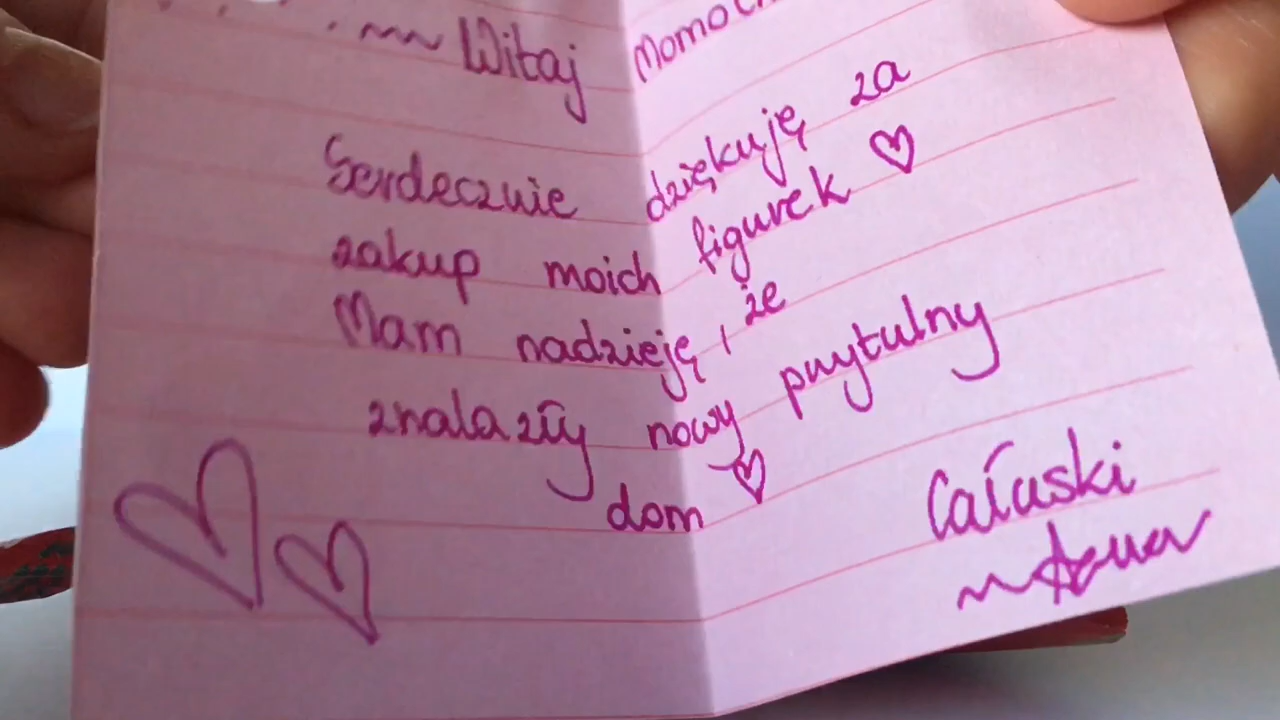 Witaj
Serdecznie dziękuję za
zakup moich figurek ♡
Mam nadzieję, że
znalazły nowy przytulny
dom ♡
Całuski